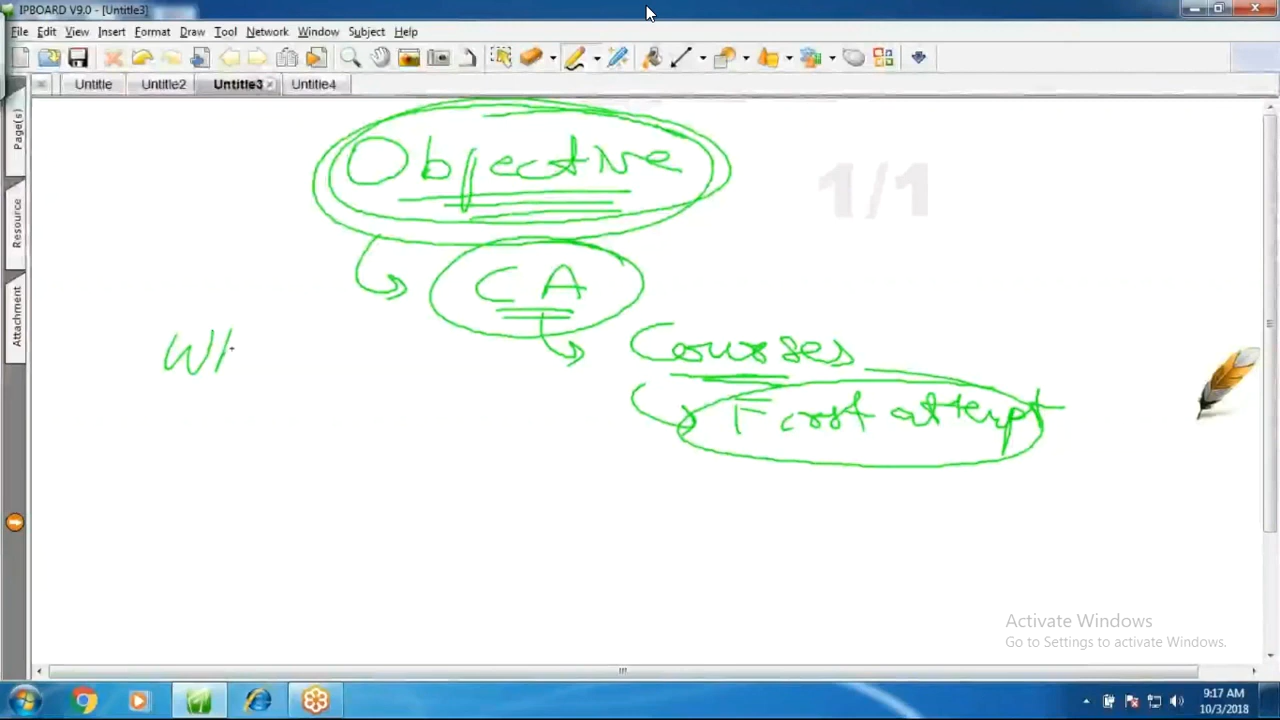 IPBOARD V9.0 - [Untitle3]
File Edit View Insert Format Draw Tool Network Window Subject Help
Untitle Untitle2 Untitle3 Untitle4
Page(s)
Resource
Attachment
1/1
Objective
CA
Courses
First attempt
Wh
Activate Windows
Go to Settings to activate Windows.
9:17 AM
10/3/2018